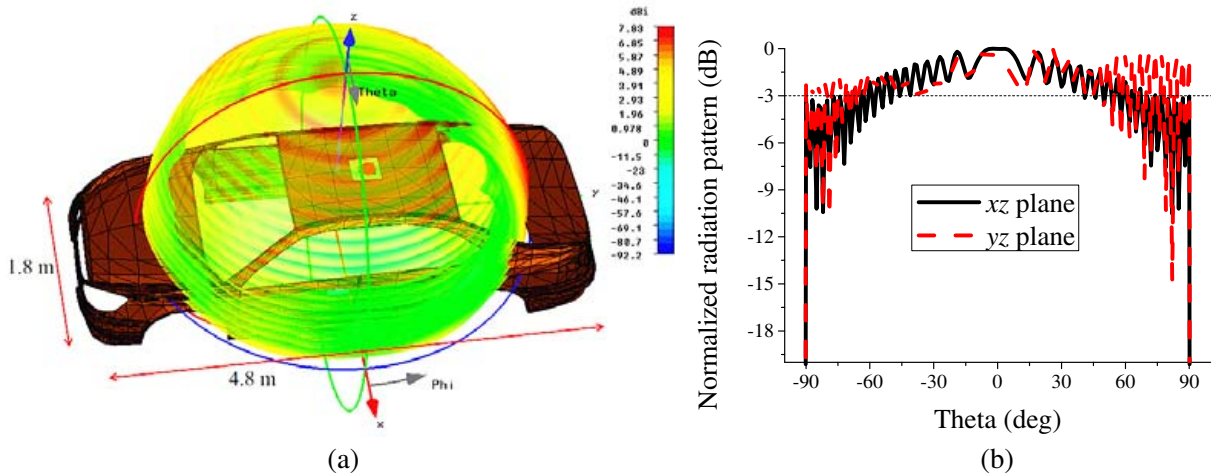 z
Theta
Y
1.8 m
4.8 m
Phi
x
dBi
7.83
6.85
5.87
4.89
3.91
2.93
1.96
0.978
0
-11.5
-23
-34.6
-46.1
-57.6
-69.1
-80.7
-92.2
(a)
Normalized radiation pattern (dB)
0
-3
-6
-9
-12
-15
-18
xz plane
yz plane
-90 -60 -30 0 30 60 90
Theta (deg)
(b)